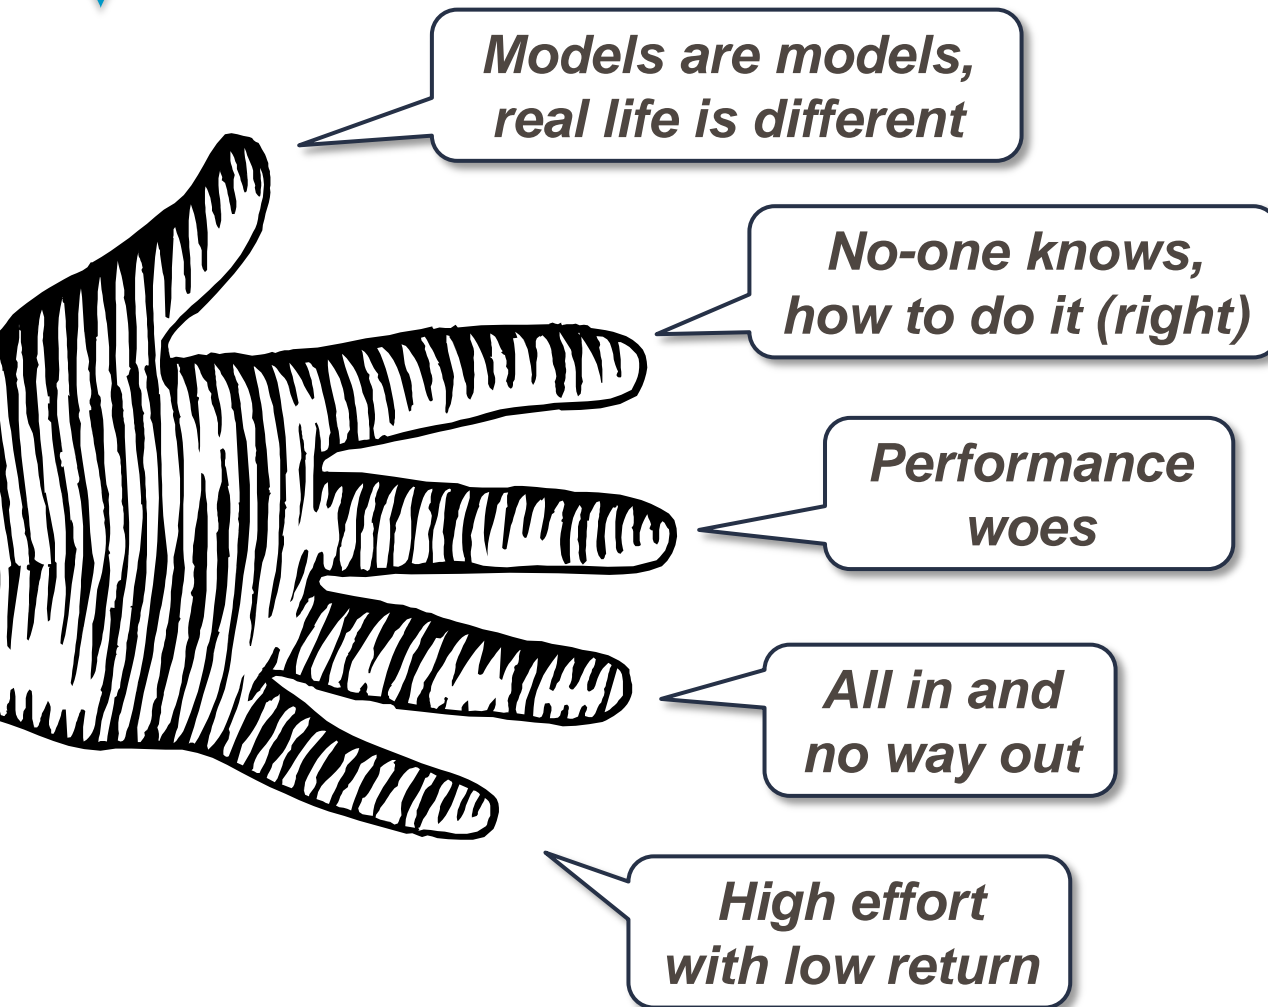 Models are models,
real life is different
No-one knows,
how to do it (right)
Performance
woes
All in and
no way out
High effort
with low return